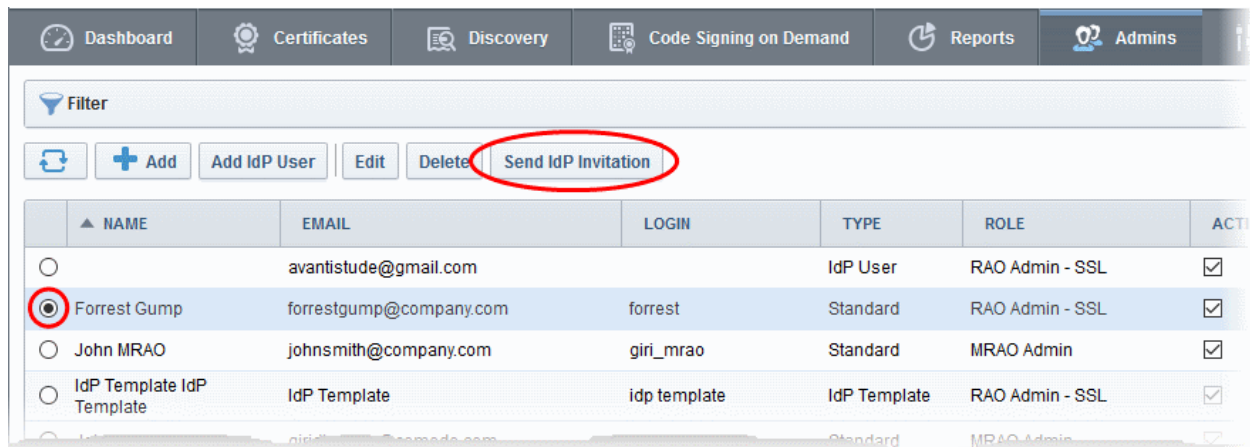 Dashboard Certificates Discovery Code Signing on Demand Reports Admins
Filter
Add Add IdP User Edit Delete Send IdP Invitation
NAME EMAIL LOGIN TYPE ROLE
avantistude@gmail.com IdP User RAO Admin - SSL
Forrest Gump forrestgump@company.com forrest Standard RAO Admin - SSL
John MRAO johnsmith@company.com giri_mrao Standard MRAO Admin
IdP Template IdP
Template IdP Template idp template IdP Template RAO Admin - SSL
Standard MRAO Admin